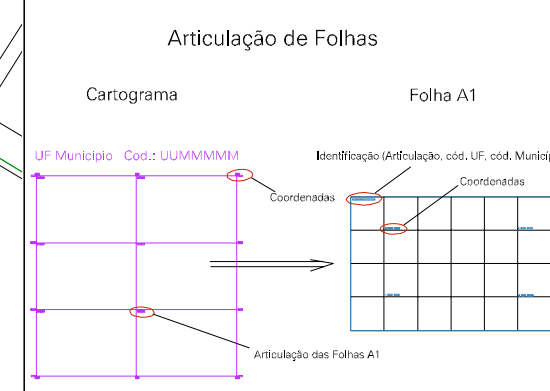 Articulação de Folhas
Cartograma
Folha A1
UF Municipio Cod.: UUMMMMM
Identificação (Articulação, cód. UF, cód. Municíp
Coordenadas
Coordenadas
Articulação das Folhas A1